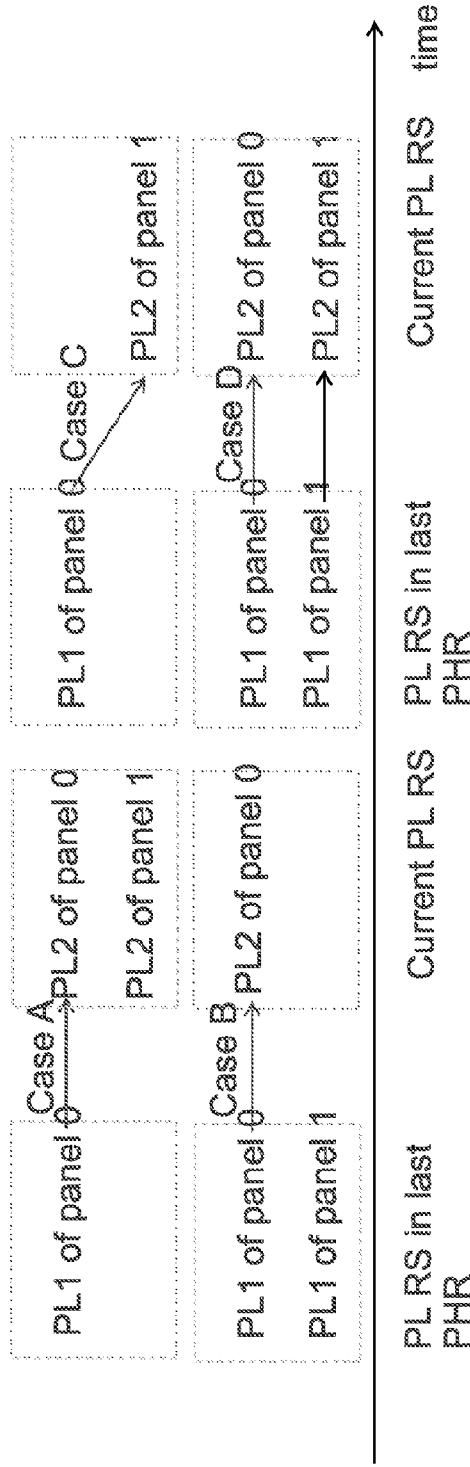 Case A
PL1 of panel 0
PL2 of panel 0
PL2 of panel 1
Case B
PL1 of panel 0
PL1 of panel 1
PL2 of panel 0
Case C
PL1 of panel 0
PL2 of panel 1
Case D
PL1 of panel 0
PL1 of panel 1
PL2 of panel 0
PL2 of panel 1
PL RS in last
PHR
Current PL RS
PL RS in last
PHR
Current PL RS
time